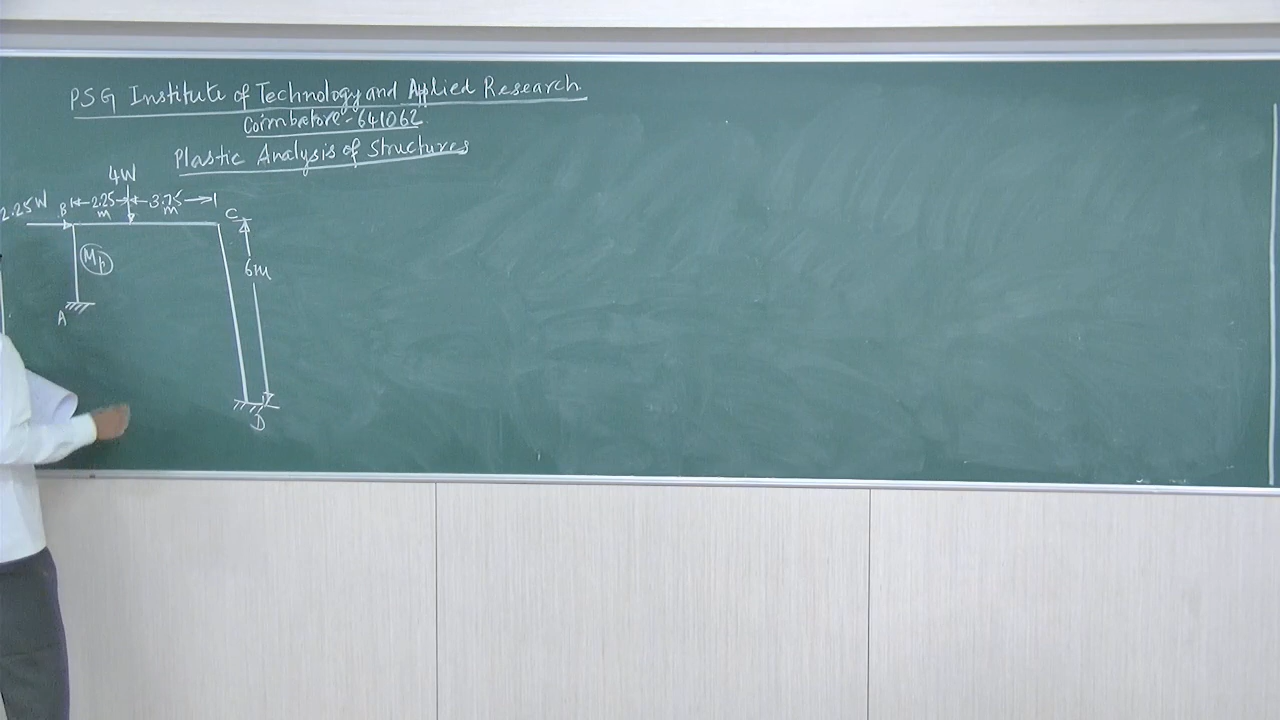 PSG Institute of Technology and Applied Research
Coimbatore - 641062.
Plastic Analysis of Structures
4W
2.25W
B
2.25 m
3.75 m
C
Mp
6m
A
D